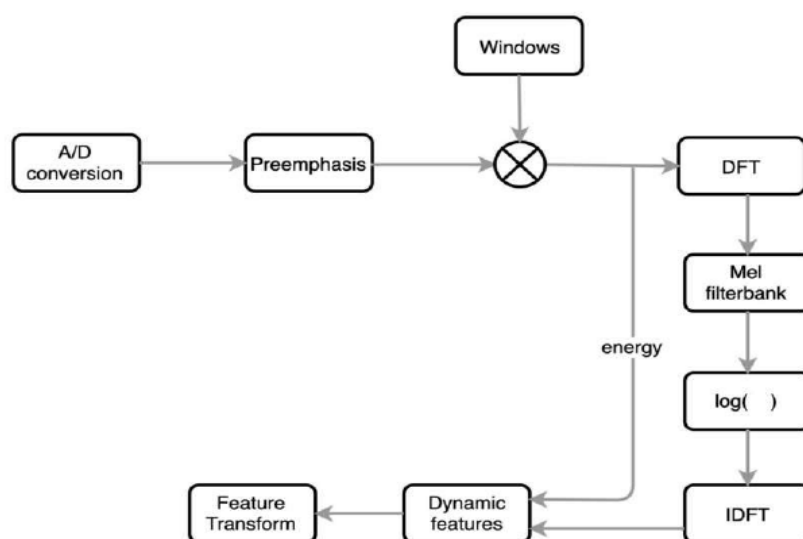 Windows
A/D
conversion
Preemphasis
DFT
Mel
filterbank
energy
log( )
Feature
Transform
Dynamic
features
IDFT